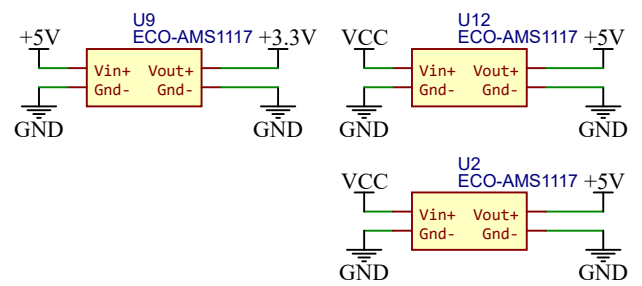 U9
+5V ECO-AMS1117 +3.3V
Vin+ Vout+
Gnd- Gnd-
GND GND
U12
VCC ECO-AMS1117 +5V
Vin+ Vout+
Gnd- Gnd-
GND GND
U2
VCC ECO-AMS1117 +5V
Vin+ Vout+
Gnd- Gnd-
GND GND